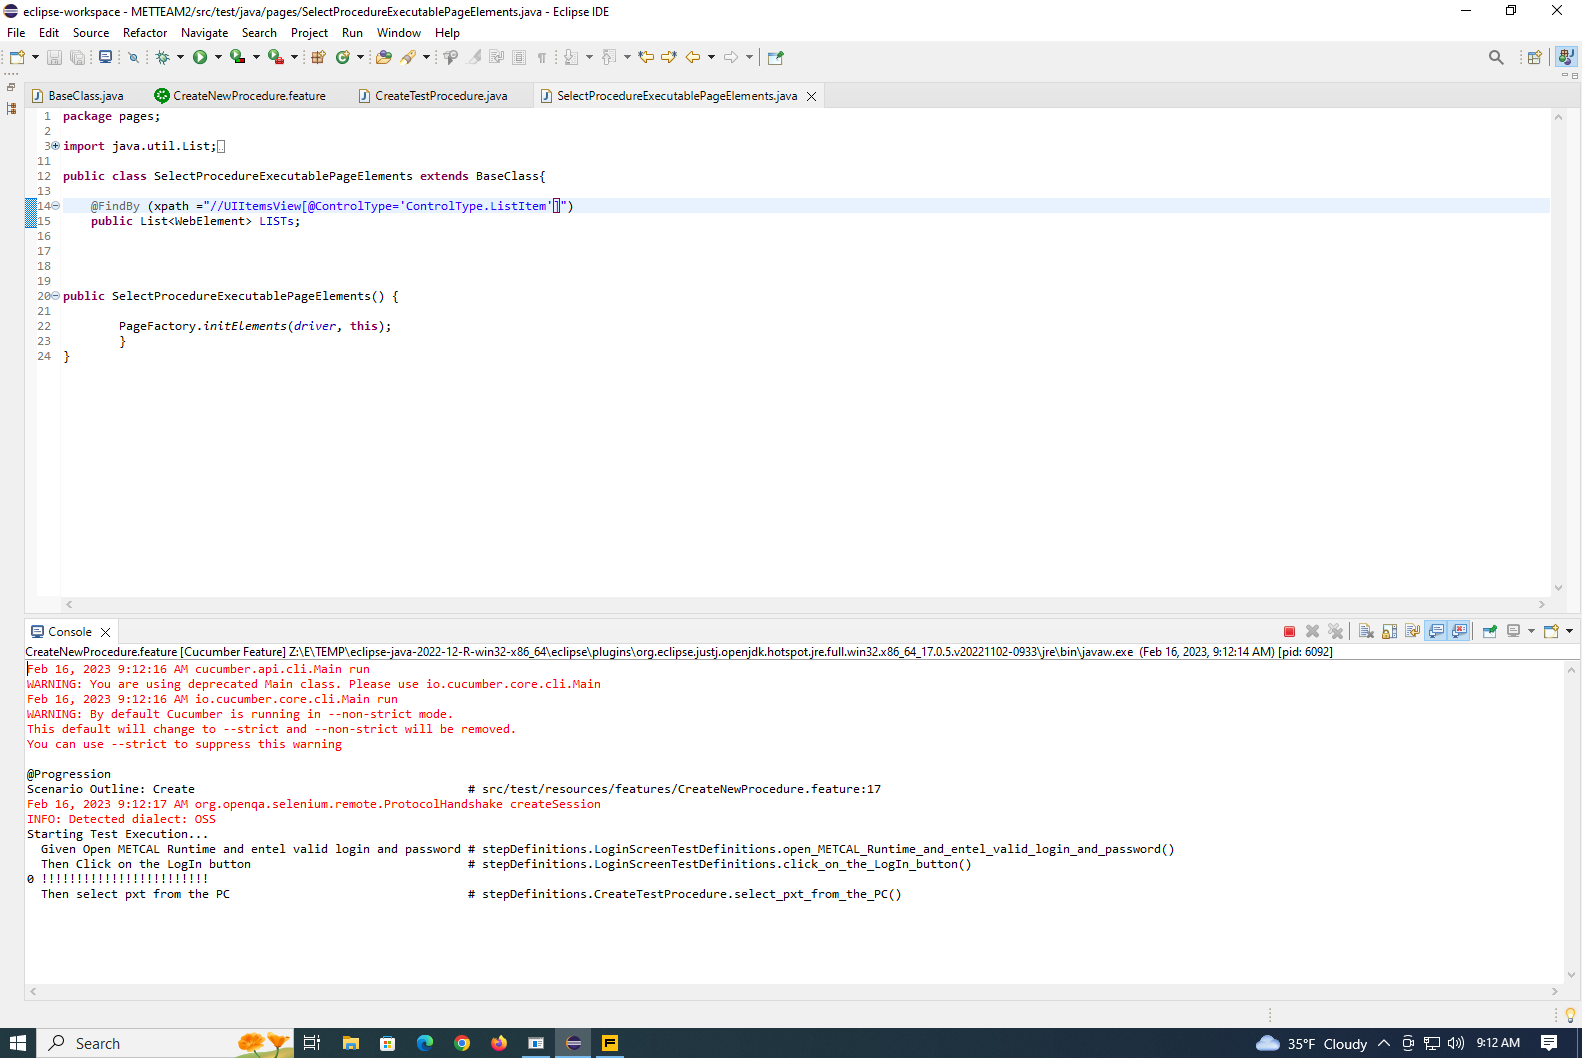 eclipse-workspace - METTEAM2/src/test/java/pages/SelectProcedureExecutablePageElements.java - Eclipse IDE
File Edit Source Refactor Navigate Search Project Run Window Help
BaseClass.java CreateNewProcedure.feature CreateTestProcedure.java SelectProcedureExecutablePageElements.java
1 package pages;
2
3 import java.util.List;
11
12 public class SelectProcedureExecutablePageElements extends BaseClass{
13
14 @FindBy (xpath ="//UIItemsView[@ControlType='ControlType.ListItem']")
15 public List<WebElement> LISTs;
16
17
18
19
20 public SelectProcedureExecutablePageElements() {
21
22 PageFactory.initElements(driver, this);
23 }
24 }
Console
CreateNewProcedure.feature [Cucumber Feature] Z:\E\TEMP\eclipse-java-2022-12-R-win32-x86_64\eclipse\plugins\org.eclipse.justj.openjdk.hotspot.jre.full.win32.x86_64_17.0.5.v20221102-0933\jre\bin\javaw.exe (Feb 16, 2023, 9:12:14 AM) [pid: 6092]
Feb 16, 2023 9:12:16 AM cucumber.api.cli.Main run
WARNING: You are using deprecated Main class. Please use io.cucumber.core.cli.Main
Feb 16, 2023 9:12:16 AM io.cucumber.core.cli.Main run
WARNING: By default Cucumber is running in --non-strict mode.
This default will change to --strict and --non-strict will be removed.
You can use --strict to suppress this warning
@Progression
Scenario Outline: Create # src/test/resources/features/CreateNewProcedure.feature:17
Feb 16, 2023 9:12:17 AM org.openqa.selenium.remote.ProtocolHandshake createSession
INFO: Detected dialect: OSS
Starting Test Execution...
Given Open METCAL Runtime and entel valid login and password # stepDefinitions.LoginScreenTestDefinitions.open_METCAL_Runtime_and_entel_valid_login_and_password()
Then Click on the LogIn button # stepDefinitions.LoginScreenTestDefinitions.click_on_the_LogIn_button()
0 !!!!!!!!!!!!!!!!!!!!!!!!
Then select pxt from the PC # stepDefinitions.CreateTestProcedure.select_pxt_from_the_PC()
Search 35°F Cloudy 9:12 AM